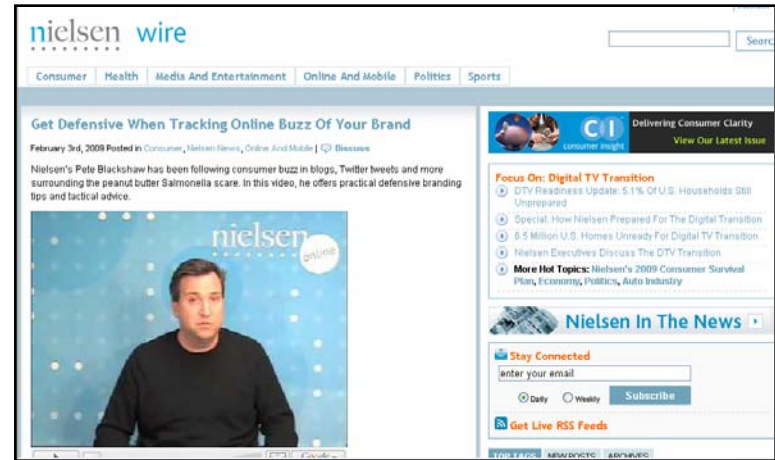 nielsen wire
Searc
Consumer Health Media And Entertainment Online And Mobile Politics Sports
Get Defensive When Tracking Online Buzz Of Your Brand
February 3rd, 2009 Posted in Consumer, Nielsen News, Online And Mobile | Discuss
Nielsen's Pete Blackshaw has been following consumer buzz in blogs, Twitter tweets and more
surrounding the peanut butter Salmonella scare. In this video, he offers practical defensive branding
tips and tactical advice.
nielsen
online
CI
consumer insight
Delivering Consumer Clarity
View Our Latest Issue
Focus On: Digital TV Transition
DTV Readiness Update: 5.1% Of U.S. Households Still
Unprepared
Special: How Nielsen Prepared For The Digital Transition
6.5 Million U.S. Homes Unready For Digital TV Transition
Nielsen Executives Discuss The DTV Transition
More Hot Topics: Nielsen's 2009 Consumer Survival
Plan, Economy, Politics, Auto Industry
Nielsen In The News
Stay Connected
enter your email
Daily Weekly Subscribe
Get Live RSS Feeds
TOP TAGS NEW POSTS ARCHIVES